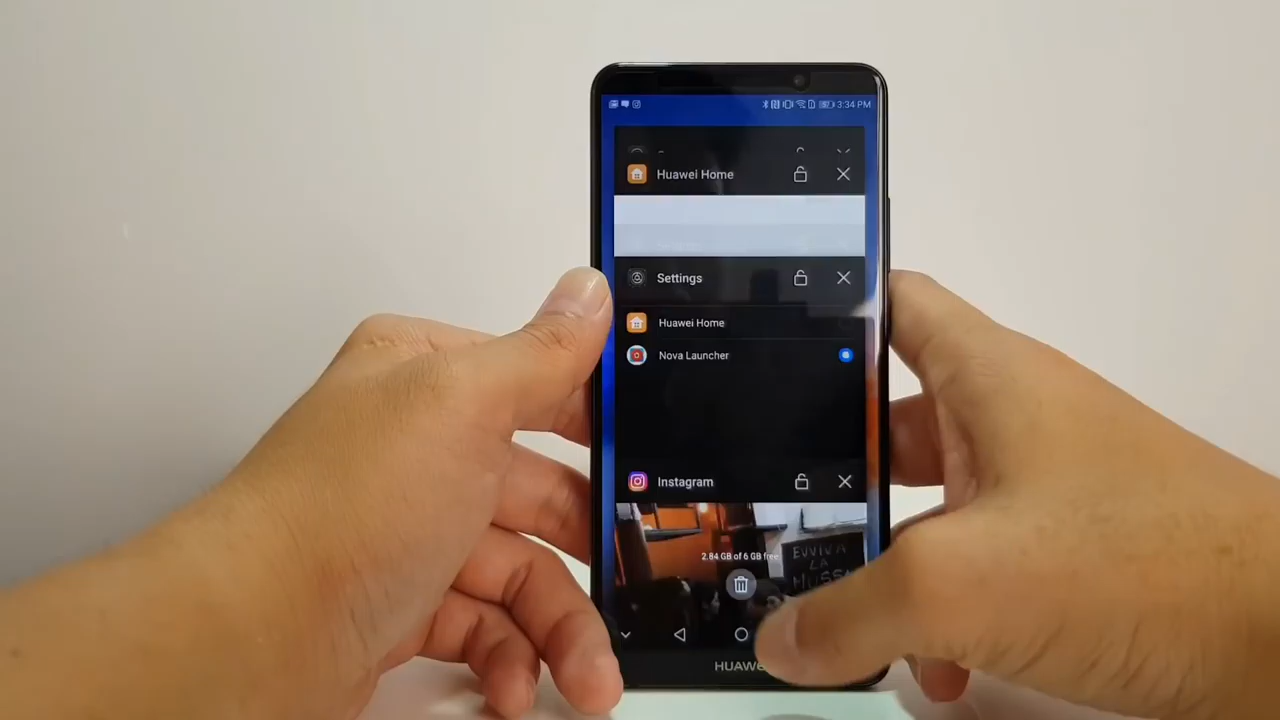 3:34 PM
Huawei Home
Settings
Huawei Home
Nova Launcher
Instagram
2.84 GB of 6 GB free
EVVIVA
LA
HUAWE